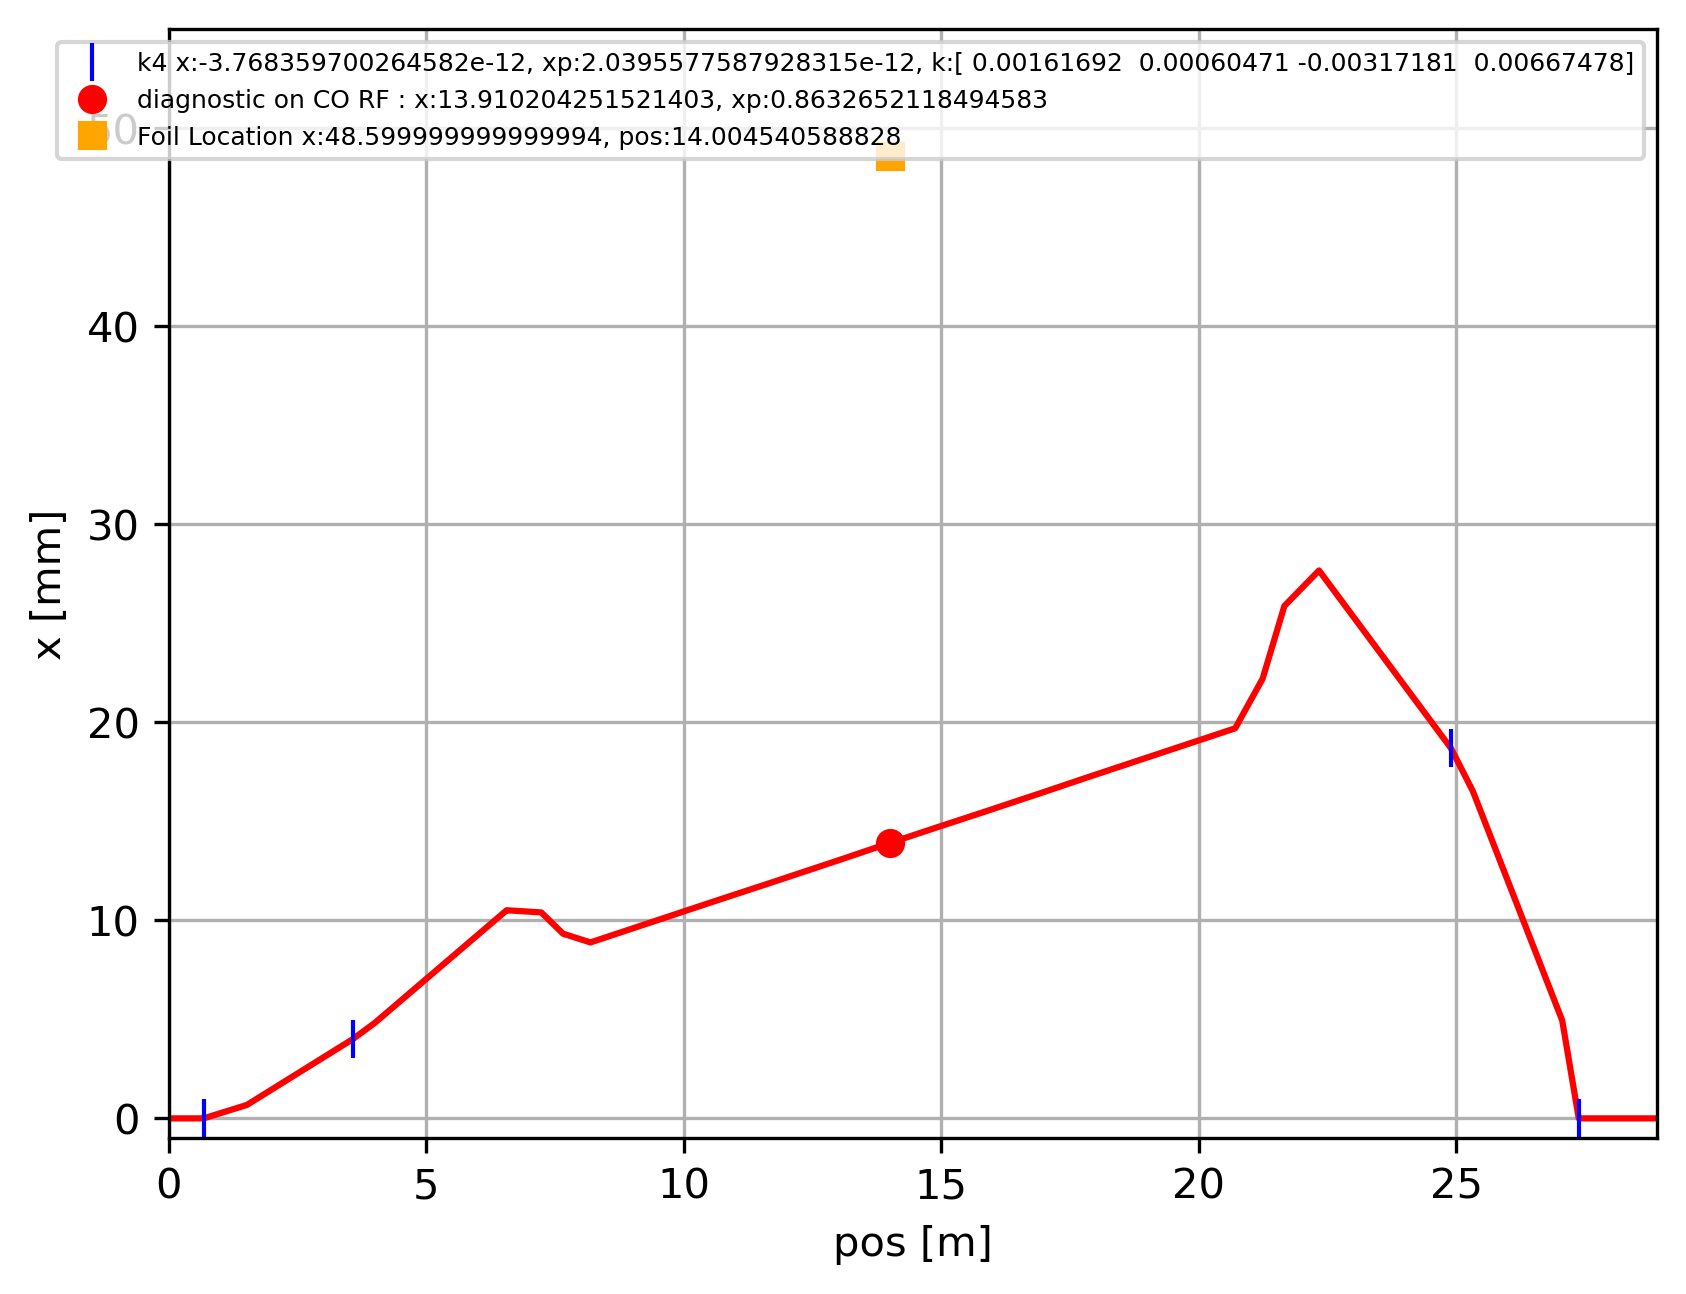 k4 x:-3.768359700264582e-12, xp:2.0395577587928315e-12, k:[ 0.00161692  0.00060471 -0.00317181  0.00667478]
diagnostic on CO RF : x:13.910204251521403, xp:0.8632652118494583
Foil Location x:48.599999999999994, pos:14.004540588828
50
40
30
20
10
0
x [mm]
0 5 10 15 20 25
pos [m]